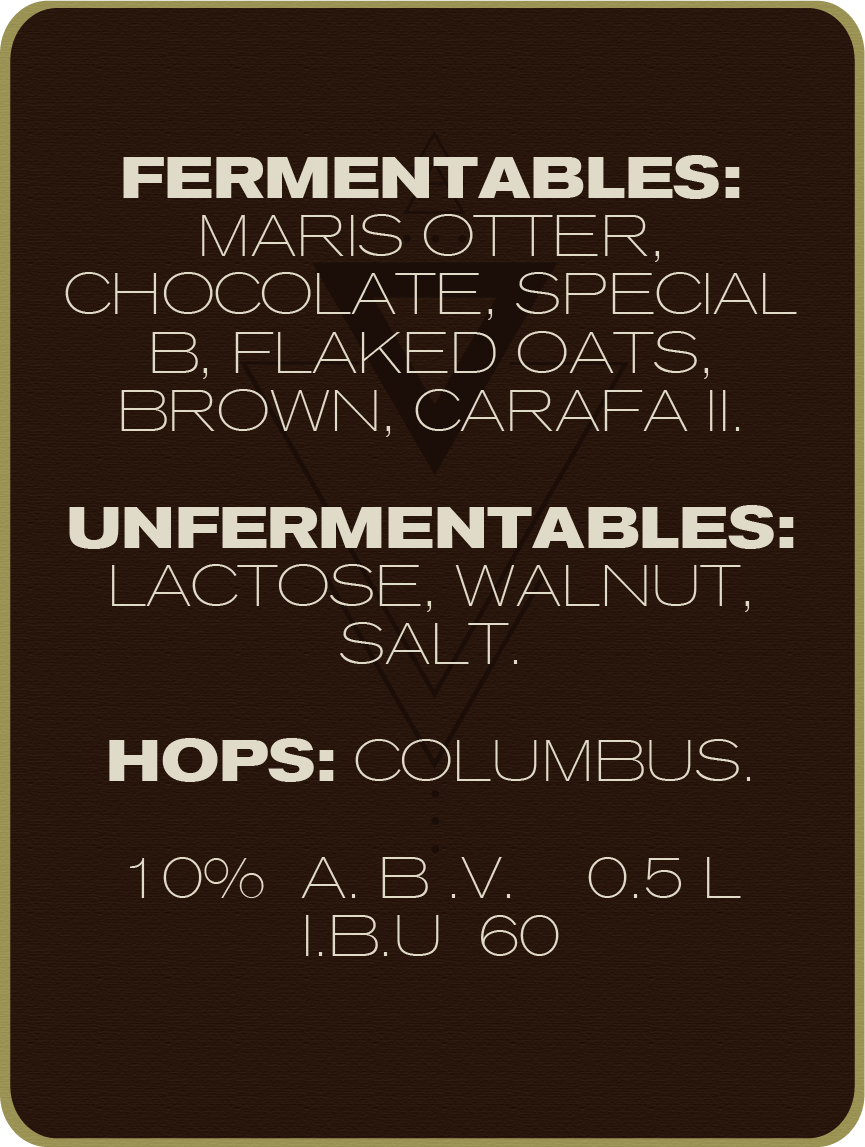 FERMENTABLES:
MARIS OTTER,
CHOCOLATE, SPECIAL
B, FLAKED OATS,
BROWN, CARAFA II.
UNFERMENTABLES:
LACTOSE, WALNUT,
SALT.
HOPS: COLUMBUS.
10% A. B .V. 0.5 L
I.B.U 60